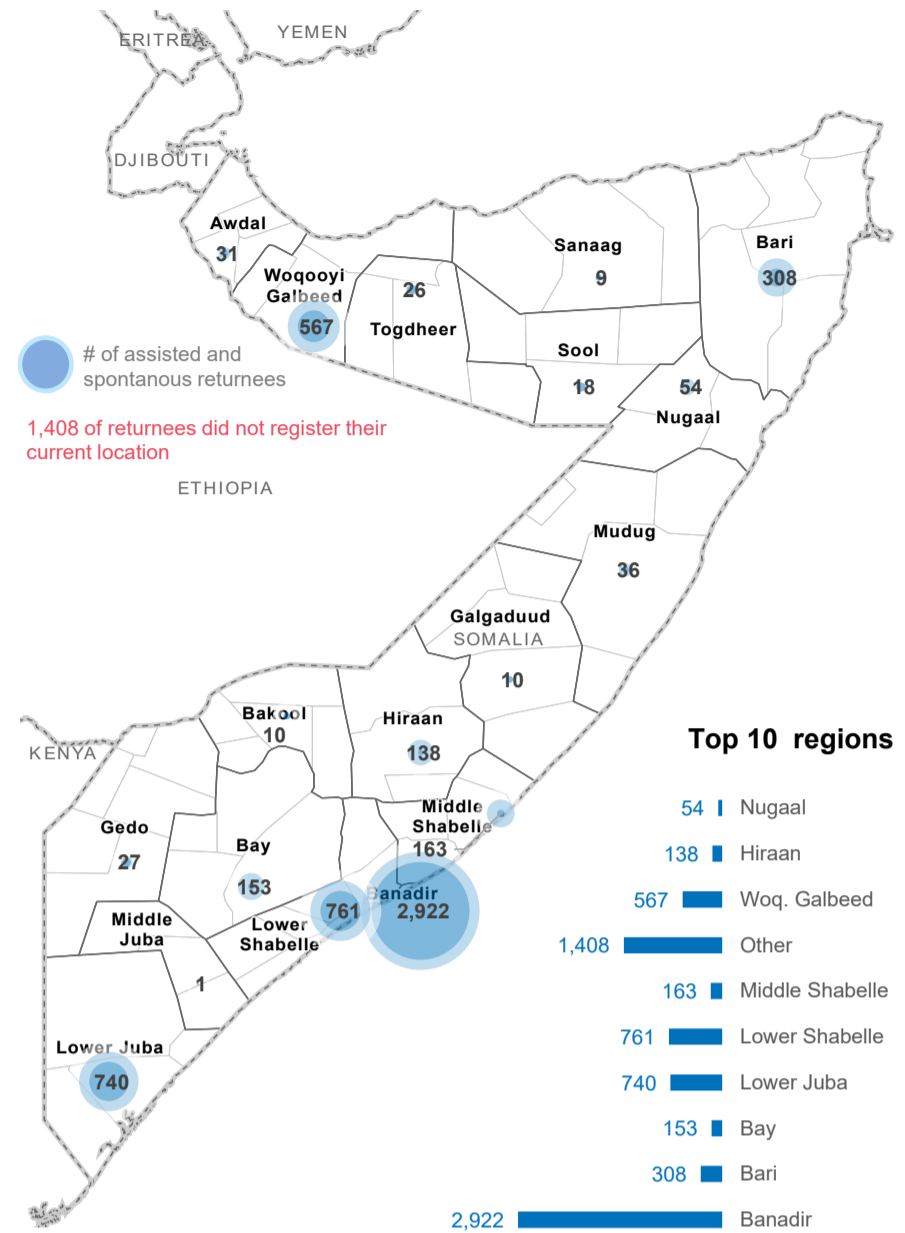 ERITREA
YEMEN
DJIBOUTI
Awdal
31
Woqooyi
Galbeed
567
26
Togdheer
Sanaag
9
Bari
308
Sool
18
54
Nugaal
# of assisted and
spontanous returnees
1,408 of returnees did not register their
current location
ETHIOPIA
Mudug
36
Galgaduud
SOMALIA
10
Bakool
10
Hiraan
138
KENYA
Middle
Shabelle
163
Gedo
27
Bay
153
Banadir
2,922
761
Lower
Shabelle
Middle
Juba
1
Lower Juba
740
Top 10 regions
54 Nugaal
138 Hiraan
567 Woq. Galbeed
1,408 Other
163 Middle Shabelle
761 Lower Shabelle
740 Lower Juba
153 Bay
308 Bari
2,922 Banadir